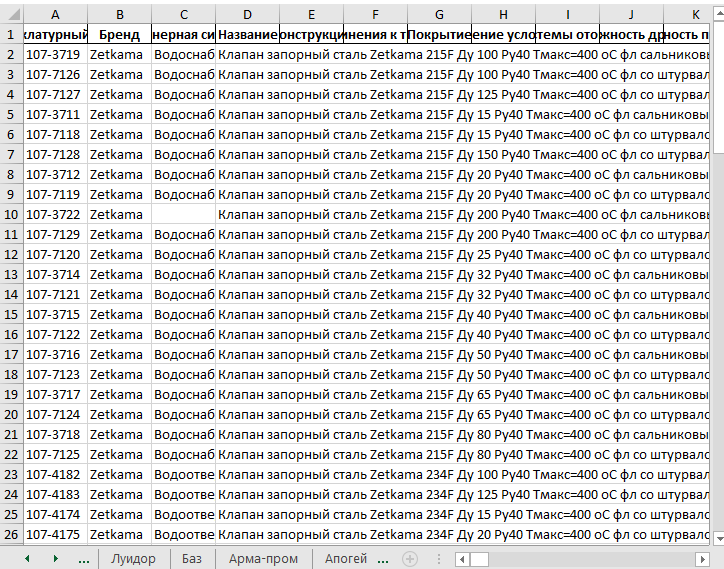 A B C D E F G H I J K
1 латурный Бренд нерная си Название онструкци нения к т Покрытие ение усло темы ото жность др ность п
2 107-3719 Zetkama Водоснаб Клапан запорный сталь Zetkama 215F Ду 100 Ру40 Тмакс=400 оС фл сальниковы
3 107-7126 Zetkama Водоснаб Клапан запорный сталь Zetkama 215F Ду 100 Ру40 Тмакс=400 оС фл со штурвал
4 107-7127 Zetkama Водоснаб Клапан запорный сталь Zetkama 215F Ду 125 Ру40 Тмакс=400 оС фл со штурвал
5 107-3711 Zetkama Водоснаб Клапан запорный сталь Zetkama 215F Ду 15 Ру40 Тмакс=400 оС фл сальниковый
6 107-7118 Zetkama Водоснаб Клапан запорный сталь Zetkama 215F Ду 15 Ру40 Тмакс=400 оС фл со штурвало
7 107-7128 Zetkama Водоснаб Клапан запорный сталь Zetkama 215F Ду 150 Ру40 Тмакс=400 оС фл со штурвал
8 107-3712 Zetkama Водоснаб Клапан запорный сталь Zetkama 215F Ду 20 Ру40 Тмакс=400 оС фл сальниковый
9 107-7119 Zetkama Водоснаб Клапан запорный сталь Zetkama 215F Ду 20 Ру40 Тмакс=400 оС фл со штурвало
10 107-3722 Zetkama Клапан запорный сталь Zetkama 215F Ду 200 Ру40 Тмакс=400 оС фл сальниковы
11 107-7129 Zetkama Водоснаб Клапан запорный сталь Zetkama 215F Ду 200 Ру40 Тмакс=400 оС фл со штурвал
12 107-7120 Zetkama Водоснаб Клапан запорный сталь Zetkama 215F Ду 25 Ру40 Тмакс=400 оС фл со штурвало
13 107-3714 Zetkama Водоснаб Клапан запорный сталь Zetkama 215F Ду 32 Ру40 Тмакс=400 оС фл сальниковый
14 107-7121 Zetkama Водоснаб Клапан запорный сталь Zetkama 215F Ду 32 Ру40 Тмакс=400 оС фл со штурвало
15 107-3715 Zetkama Водоснаб Клапан запорный сталь Zetkama 215F Ду 40 Ру40 Тмакс=400 оС фл сальниковый
16 107-7122 Zetkama Водоснаб Клапан запорный сталь Zetkama 215F Ду 40 Ру40 Тмакс=400 оС фл со штурвало
17 107-3716 Zetkama Водоснаб Клапан запорный сталь Zetkama 215F Ду 50 Ру40 Тмакс=400 оС фл сальниковый
18 107-7123 Zetkama Водоснаб Клапан запорный сталь Zetkama 215F Ду 50 Ру40 Тмакс=400 оС фл со штурвало
19 107-3717 Zetkama Водоснаб Клапан запорный сталь Zetkama 215F Ду 65 Ру40 Тмакс=400 оС фл сальниковый
20 107-7124 Zetkama Водоснаб Клапан запорный сталь Zetkama 215F Ду 65 Ру40 Тмакс=400 оС фл со штурвало
21 107-3718 Zetkama Водоснаб Клапан запорный сталь Zetkama 215F Ду 80 Ру40 Тмакс=400 оС фл сальниковый
22 107-7125 Zetkama Водоснаб Клапан запорный сталь Zetkama 215F Ду 80 Ру40 Тмакс=400 оС фл со штурвало
23 107-4182 Zetkama Водоотве Клапан запорный сталь Zetkama 234F Ду 100 Ру40 Тмакс=400 оС фл со штурвал
24 107-4183 Zetkama Водоотве Клапан запорный сталь Zetkama 234F Ду 125 Ру40 Тмакс=400 оС фл со штурвал
25 107-4174 Zetkama Водоотве Клапан запорный сталь Zetkama 234F Ду 15 Ру40 Тмакс=400 оС фл со штурвало
26 107-4175 Zetkama Водоотве Клапан запорный сталь Zetkama 234F Ду 20 Ру40 Тмакс=400 оС фл со штурвало
... Луидор Баз Арма-пром Апогей ...